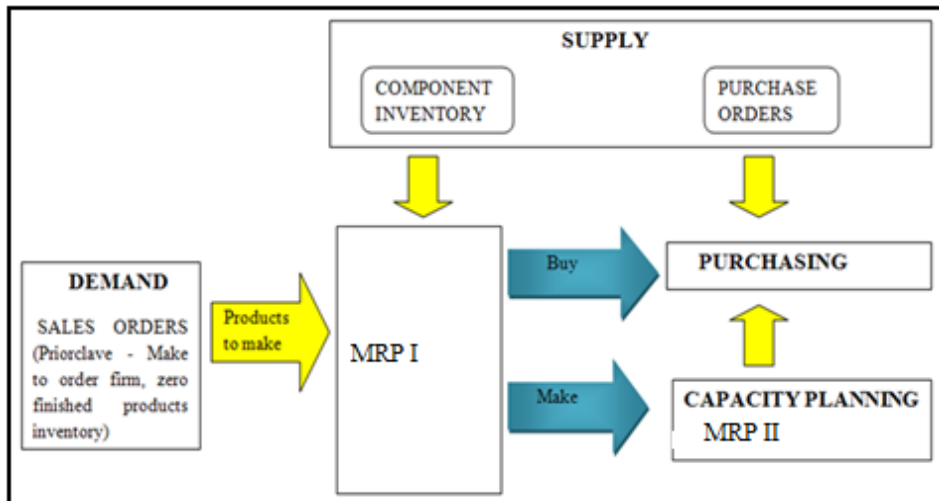 SUPPLY
COMPONENT
INVENTORY
PURCHASE
ORDERS
DEMAND
SALES ORDERS
(Priorclave - Make
to order firm, zero
finished products
inventory)
Products
to make
MRP I
Buy
Make
PURCHASING
CAPACITY PLANNING
MRP II